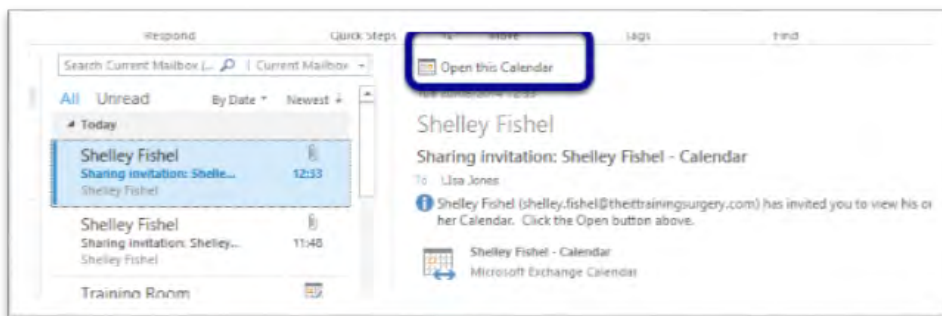 Respond Quick Steps Move Tags Find
Search Current Mailbox (... Current Mailbox
All Unread By Date Newest
Today
Shelley Fishel
Sharing invitation: Shelle... 12:33
Shelley Fishel
Shelley Fishel
Sharing invitation: Shelley... 11:48
Shelley Fishel
Training Room
Open this Calendar
Shelley Fishel
Sharing invitation: Shelley Fishel - Calendar
To Lisa Jones
Shelley Fishel (shelley.fishel@theittrainingsurgery.com) has invited you to view his or
her Calendar. Click the Open button above.
Shelley Fishel - Calendar
Microsoft Exchange Calendar